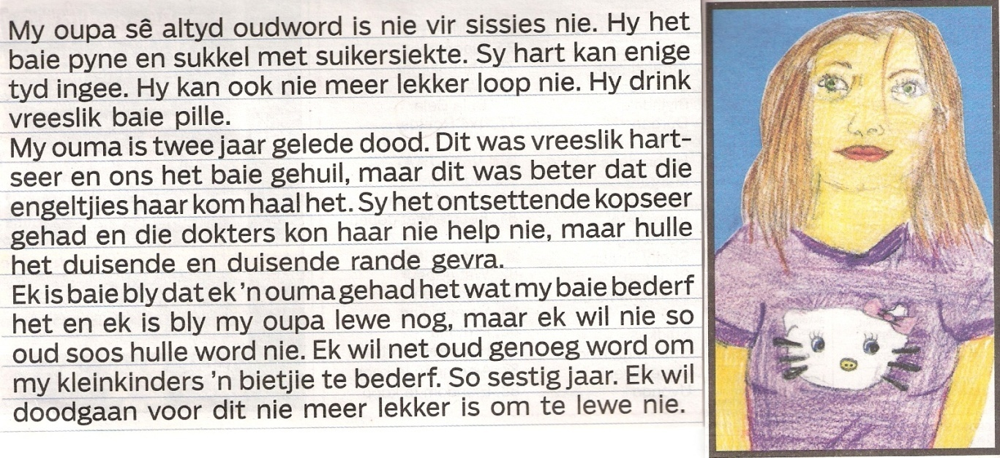 My oupa sê altyd oudword is nie vir sissies nie. Hy het
baie pyne en sukkel met suikersiekte. Sy hart kan enige
tyd ingee. Hy kan ook nie meer lekker loop nie. Hy drink
vreeslik baie pille.
My ouma is twee jaar gelede dood. Dit was vreeslik hart-
seer en ons het baie gehuil, maar dit was beter dat die
engeltjies haar kom haal het. Sy het ontsettende kopseer
gehad en die dokters kon haar nie help nie, maar hulle
het duisende en duisende rande gevra.
Ek is baie bly dat ek 'n ouma gehad het wat my baie bederf
het en ek is bly my oupa lewe nog, maar ek wil nie so
oud soos hulle word nie. Ek wil net oud genoeg word om
my kleinkinders 'n bietjie te bederf. So sestig jaar. Ek wil
doodgaan voor dit nie meer lekker is om te lewe nie.